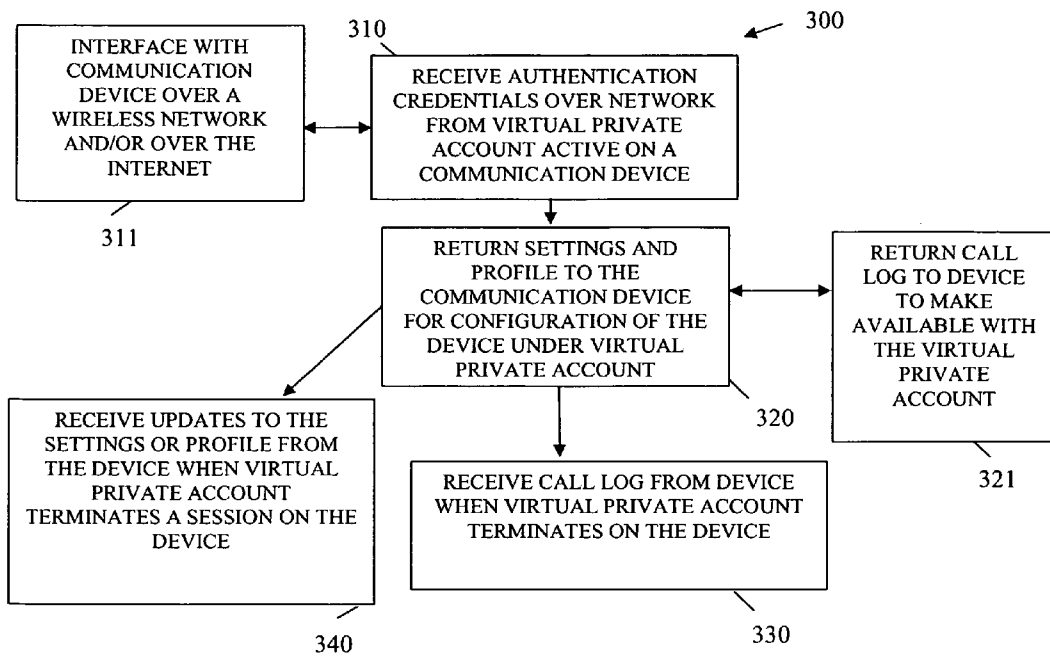 300
310
INTERFACE WITH
COMMUNICATION
DEVICE OVER A
WIRELESS NETWORK
AND/OR OVER THE
INTERNET
311
RECEIVE AUTHENTICATION
CREDENTIALS OVER NETWORK
FROM VIRTUAL PRIVATE
ACCOUNT ACTIVE ON A
COMMUNICATION DEVICE
RETURN SETTINGS AND
PROFILE TO THE
COMMUNICATION DEVICE
FOR CONFIGURATION OF THE
DEVICE UNDER VIRTUAL
PRIVATE ACCOUNT
320
RETURN CALL
LOG TO DEVICE
TO MAKE
AVAILABLE WITH
THE VIRTUAL
PRIVATE
ACCOUNT
321
RECEIVE UPDATES TO THE
SETTINGS OR PROFILE FROM
THE DEVICE WHEN VIRTUAL
PRIVATE ACCOUNT
TERMINATES A SESSION ON THE
DEVICE
340
RECEIVE CALL LOG FROM DEVICE
WHEN VIRTUAL PRIVATE ACCOUNT
TERMINATES ON THE DEVICE
330